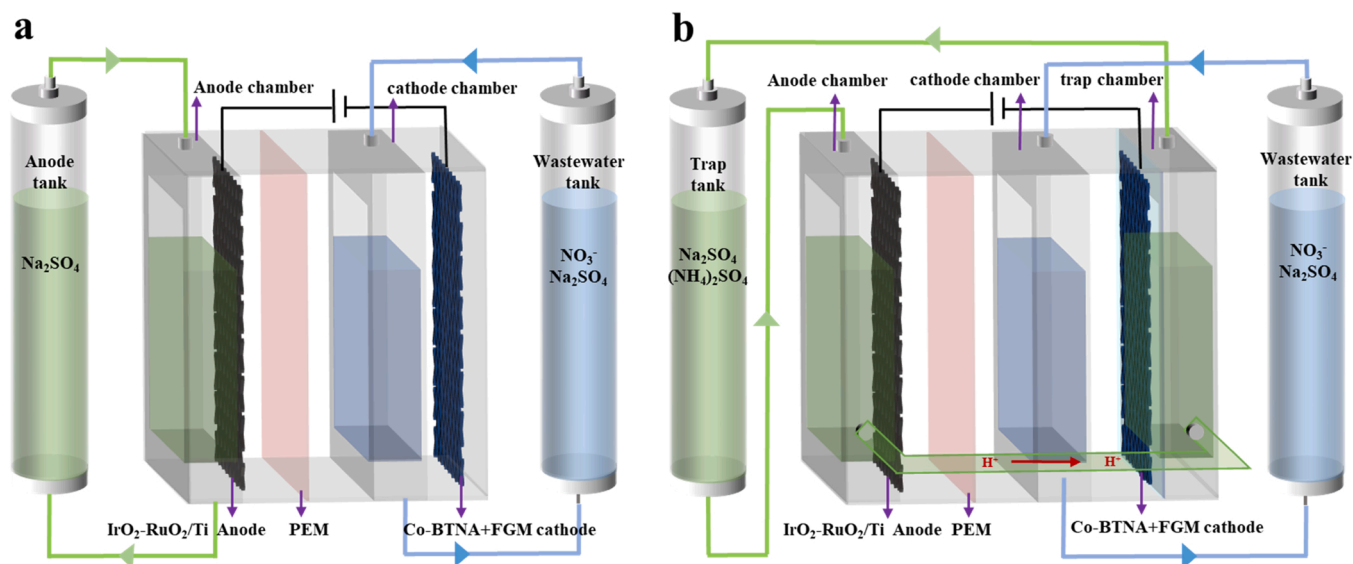 a
Anode chamber
cathode chamber
Anode
tank
Na₂SO₄
Wastewater
tank
NO₃⁻
Na₂SO₄
IrO₂-RuO₂/Ti Anode
PEM
Co-BTNA+FGM cathode
b
Anode chamber
cathode chamber
trap chamber
Trap
tank
Na₂SO₄
(NH₄)₂SO₄
Wastewater
tank
NO₃⁻
Na₂SO₄
H⁺
H⁺
IrO₂-RuO₂/Ti Anode
PEM
Co-BTNA+FGM cathode